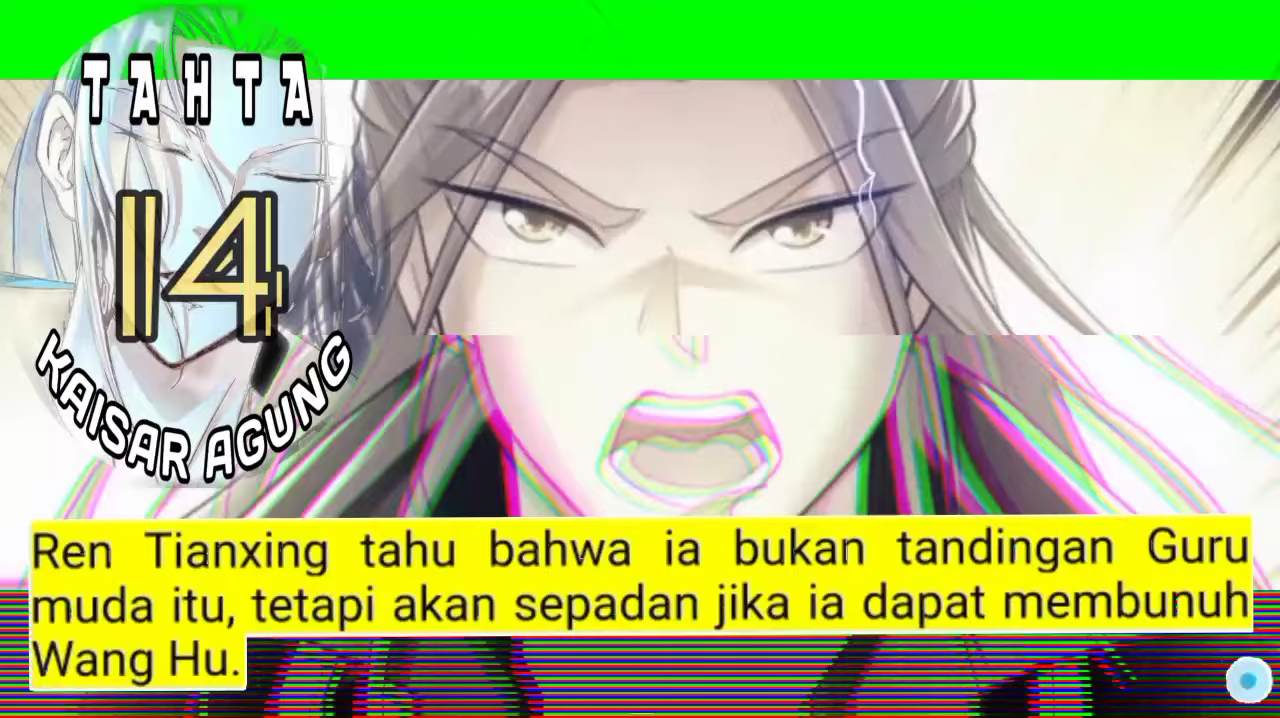 TAHTA
14
KAISAR AGUNG
Ren Tianxing tahu bahwa ia bukan tandingan Guru
muda itu, tetapi akan sepadan jika ia dapat membunuh
Wang Hu.